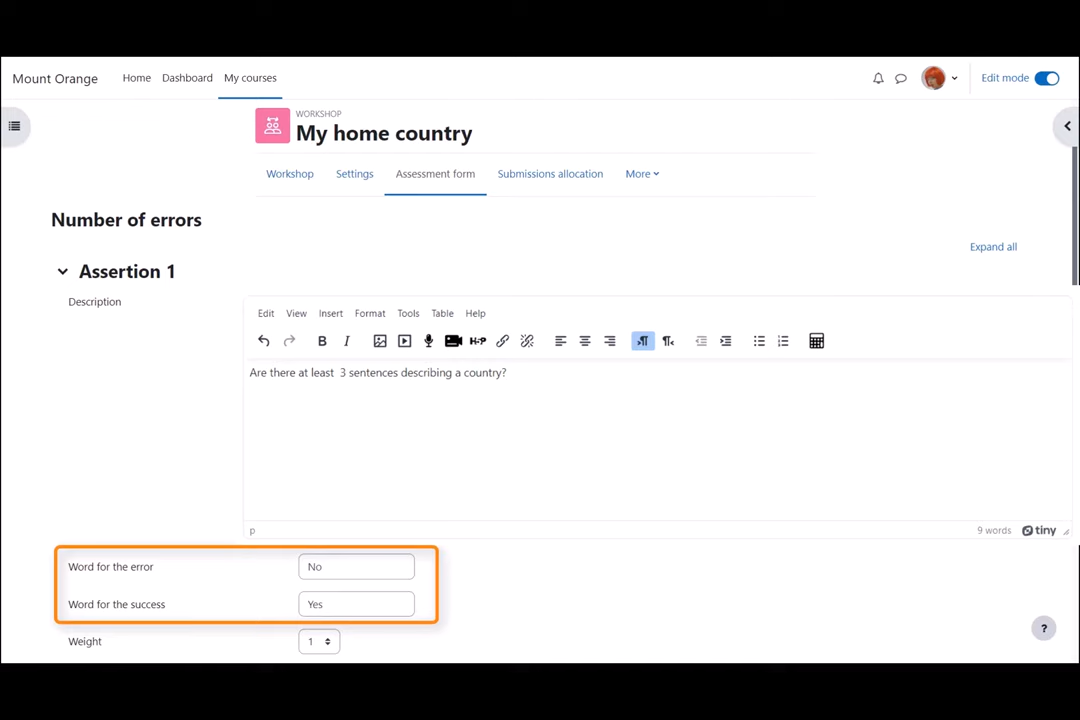 Mount Orange Home Dashboard My courses Edit mode
WORKSHOP
My home country
Workshop Settings Assessment form Submissions allocation More
Number of errors
Expand all
Assertion 1
Description
Edit View Insert Format Tools Table Help
B I H-P
Are there at least  3 sentences describing a country?
p 9 words tiny
Word for the error No
Word for the success Yes
?
Weight 1